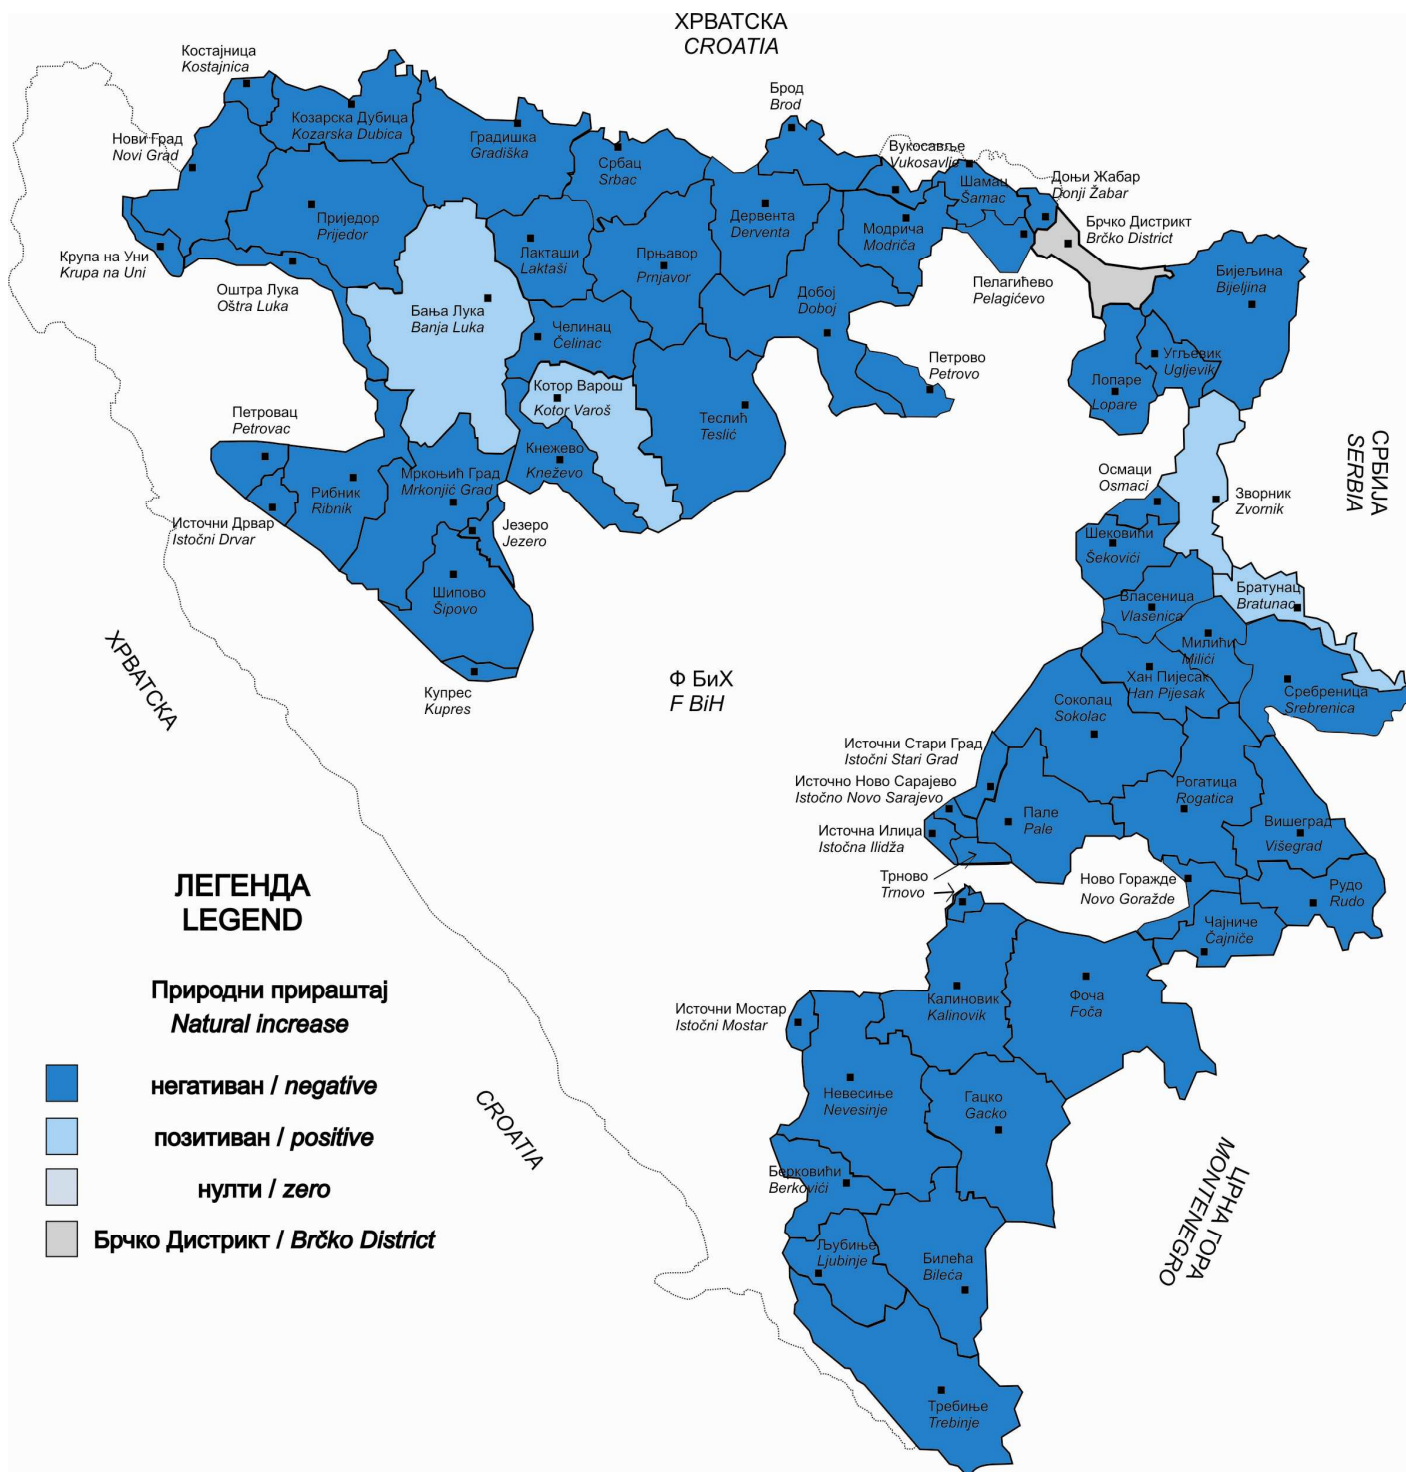 ХРВАТСКА
CROATIA
Костајница
Kostajnica
Козарска Дубица
Kozarska Dubica
Нови Град
Novi Grad
Градишка
Gradiška
Србац
Srbac
Брод
Brod
Вукосавље
Vukosavlje
Шамац
Šamac
Доњи Жабар
Donji Žabar
Брчко Дистрикт
Brčko District
Приједор
Prijedor
Крупа на Уни
Krupa na Uni
Оштра Лука
Oštra Luka
Лакташи
Laktaši
Прњавор
Prnjavor
Дервента
Derventa
Модрича
Modriča
Пелагићево
Pelagićevo
Бијељина
Bijeljina
Бања Лука
Banja Luka
Челинац
Čelinac
Добој
Doboj
Петрово
Petrovo
Угљевик
Ugljevik
Лопаре
Lopare
Котор Варош
Kotor Varoš
Теслић
Teslić
Петровац
Petrovac
Кнежево
Kneževo
Мркоњић Град
Mrkonjić Grad
Рибник
Ribnik
Источни Дрвар
Istočni Drvar
Језеро
Jezero
Шипово
Šipovo
Купрес
Kupres
СРБИЈА
SERBIA
Осмаци
Osmaci
Зворник
Zvornik
Шековићи
Šekovići
Власеница
Vlasenica
Братунац
Bratunac
Милићи
Milići
Хан Пијесак
Han Pijesak
Сребреница
Srebrenica
Соколац
Sokolac
ХРВАТСКА
Ф БиХ
F BiH
Источни Стари Град
Istočni Stari Grad
Источно Ново Сарајево
Istočno Novo Sarajevo
Источна Илиџа
Istočna Ilidža
Пале
Pale
Рогатица
Rogatica
Вишеград
Višegrad
Трново
Trnovo
Ново Горажде
Novo Goražde
Рудо
Rudo
Чајниче
Čajniče
Калиновик
Kalinovik
Фоча
Foča
Источни Мостар
Istočni Mostar
Невесиње
Nevesinje
Гацко
Gacko
Берковићи
Berkovići
Љубиње
Ljubinje
Билећа
Bileća
Требиње
Trebinje
CROATIA
ЦРНА ГОРА
MONTENEGRO
ЛЕГЕНДА
LEGEND
Природни прираштај
Natural increase
негативан / negative
позитиван / positive
нулти / zero
Брчко Дистрикт / Brčko District